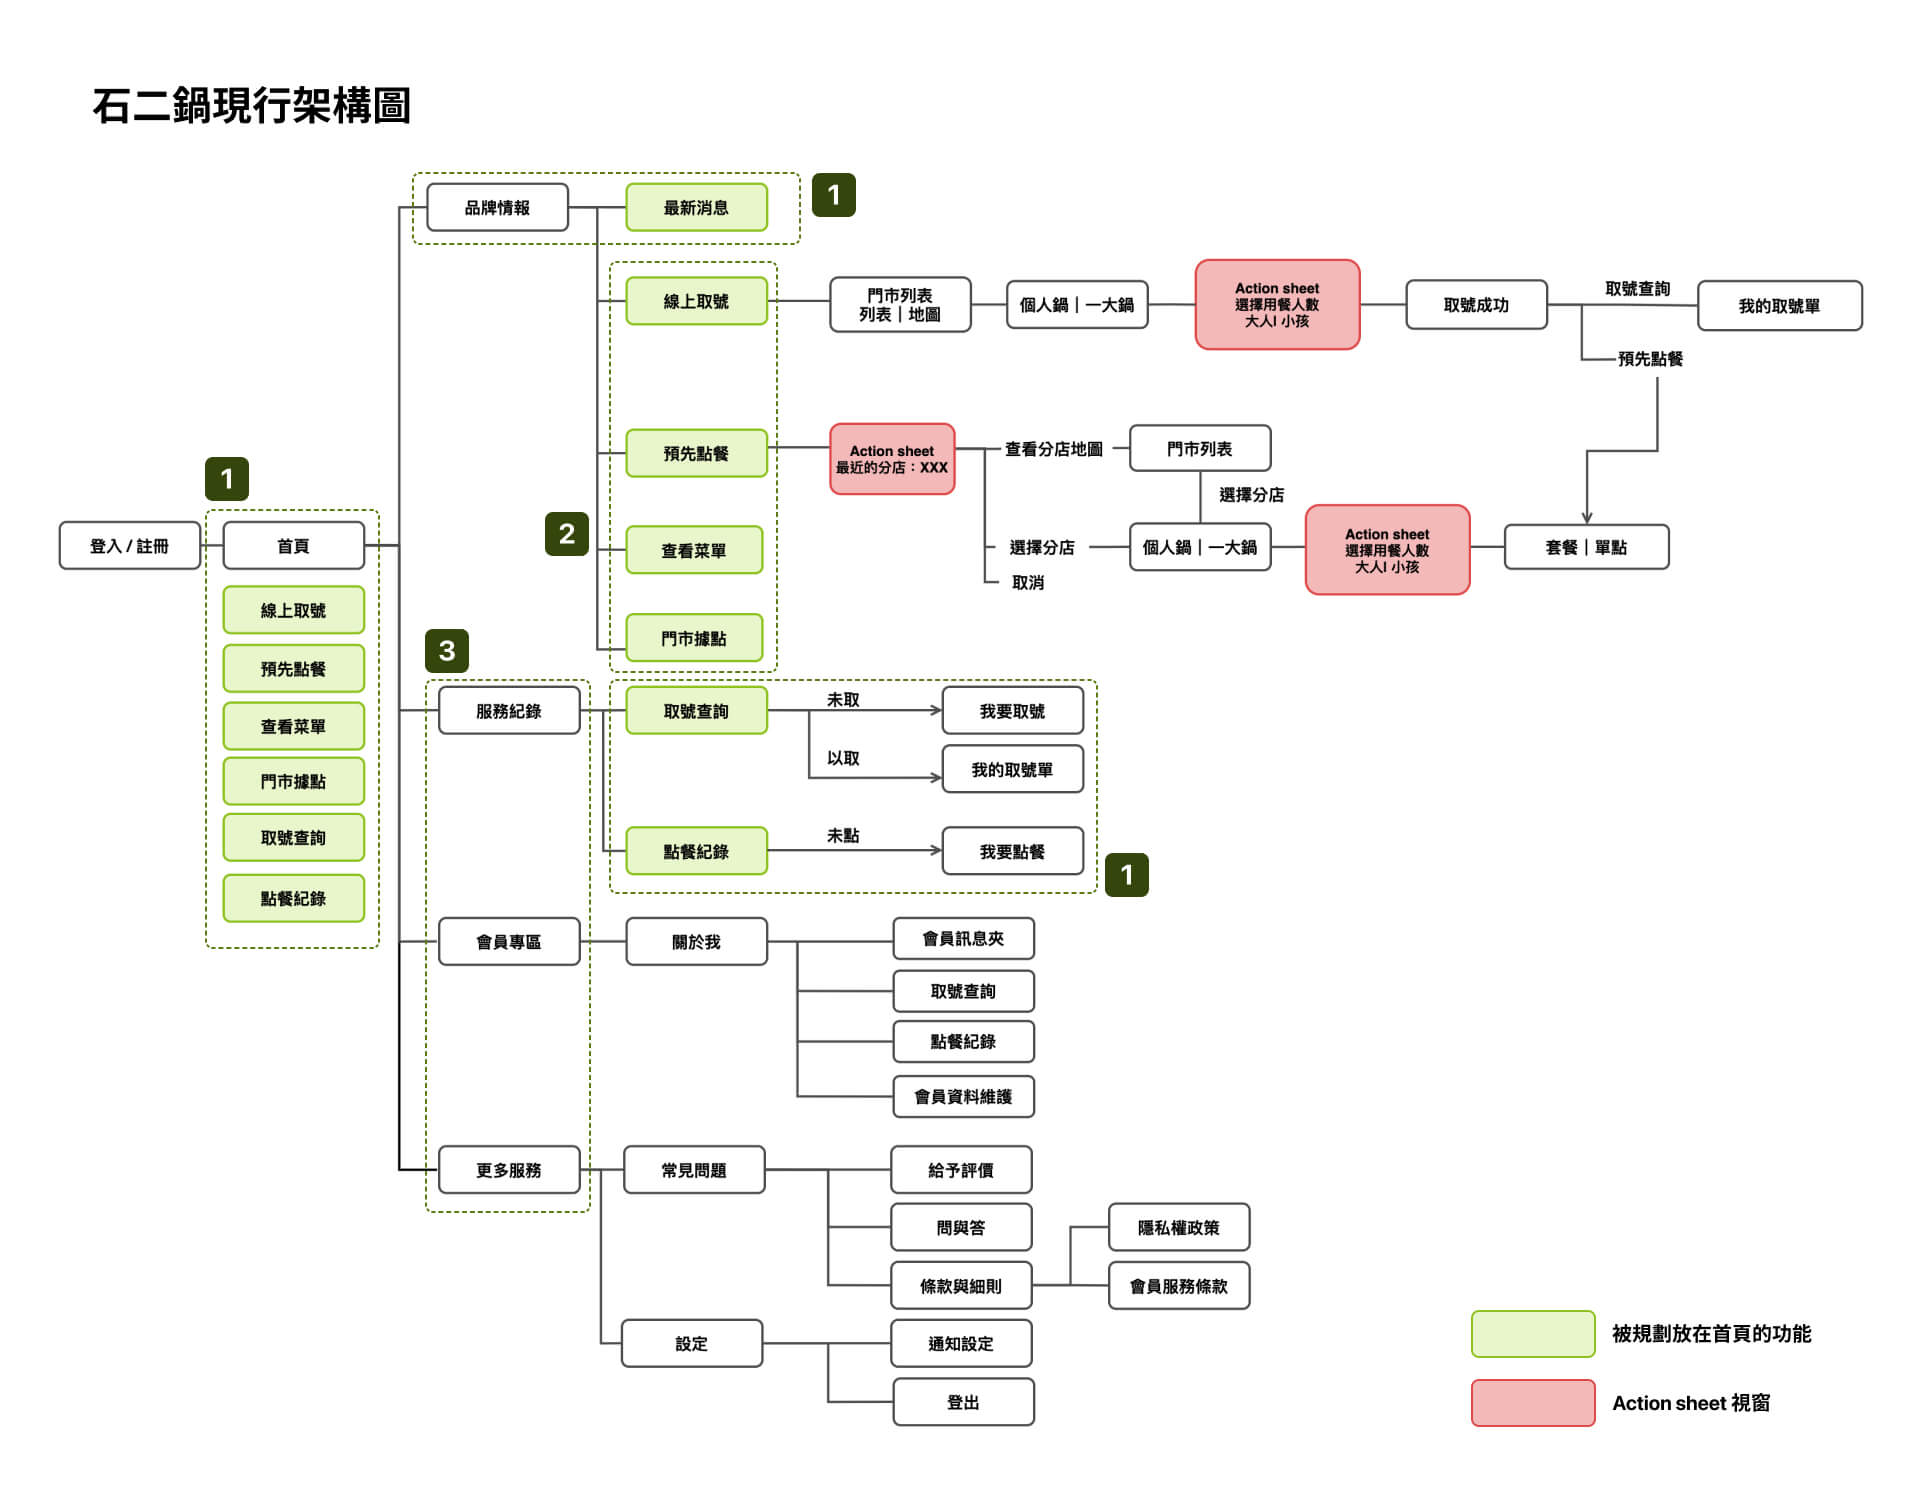 石二鍋現行架構圖
品牌情報
最新消息
1
線上取號
門市列表
列表｜地圖
個人鍋｜一大鍋
Action sheet
選擇用餐人數
大人I 小孩
取號成功
取號查詢
我的取號單
預先點餐
預先點餐
Action sheet
最近的分店：XXX
查看分店地圖
門市列表
選擇分店
1
2
登入 / 註冊
首頁
查看菜單
選擇分店
個人鍋｜一大鍋
Action sheet
選擇用餐人數
大人I 小孩
套餐｜單點
取消
線上取號
預先點餐
查看菜單
門市據點
取號查詢
點餐紀錄
門市據點
3
服務紀錄
取號查詢
未取
我要取號
以取
我的取號單
點餐紀錄
未點
我要點餐
1
會員專區
關於我
會員訊息夾
取號查詢
點餐紀錄
會員資料維護
更多服務
常見問題
給予評價
問與答
隱私權政策
條款與細則
會員服務條款
設定
通知設定
登出
被規劃放在首頁的功能
Action sheet 視窗